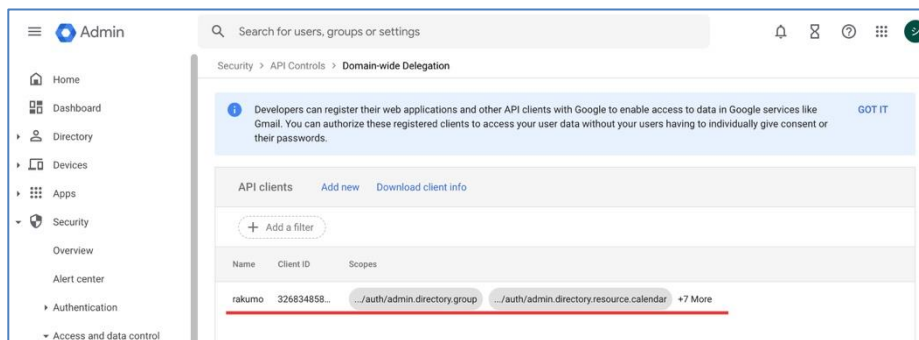 Admin
Search for users, groups or settings
シ
Security > API Controls > Domain-wide Delegation
Home
Dashboard
Directory
Devices
Apps
Security
Overview
Alert center
Authentication
Access and data control
Developers can register their web applications and other API clients with Google to enable access to data in Google services like
Gmail. You can authorize these registered clients to access your user data without your users having to individually give consent or
their passwords.
GOT IT
API clients Add new Download client info
+ Add a filter
Name Client ID Scopes
rakumo 326834858... .../auth/admin.directory.group .../auth/admin.directory.resource.calendar +7 More